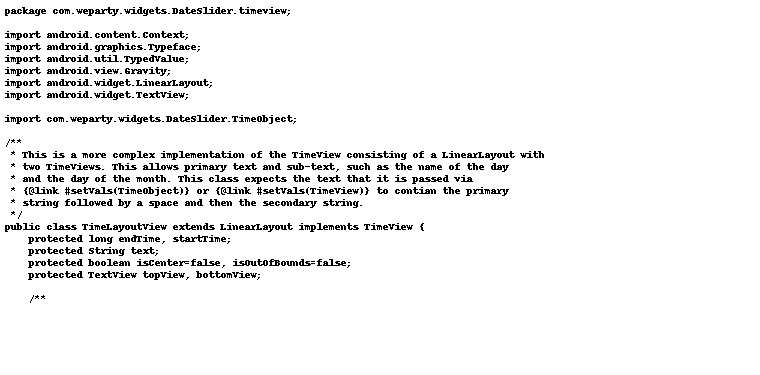 package com.weparty.widgets.DateSlider.timeview;

import android.content.Context;
import android.graphics.Typeface;
import android.util.TypedValue;
import android.view.Gravity;
import android.widget.LinearLayout;
import android.widget.TextView;

import com.weparty.widgets.DateSlider.TimeObject;

/**
 * This is a more complex implementation of the TimeView consisting of a LinearLayout with
 * two TimeViews. This allows primary text and sub-text, such as the name of the day
 * and the day of the month. This class expects the text that it is passed via
 * {@link #setVals(TimeObject)} or {@link #setVals(TimeView)} to contian the primary
 * string followed by a space and then the secondary string.
 */
public class TimeLayoutView extends LinearLayout implements TimeView {
    protected long endTime, startTime;
    protected String text;
    protected boolean isCenter=false, isOutOfBounds=false;
    protected TextView topView, bottomView;

    /**